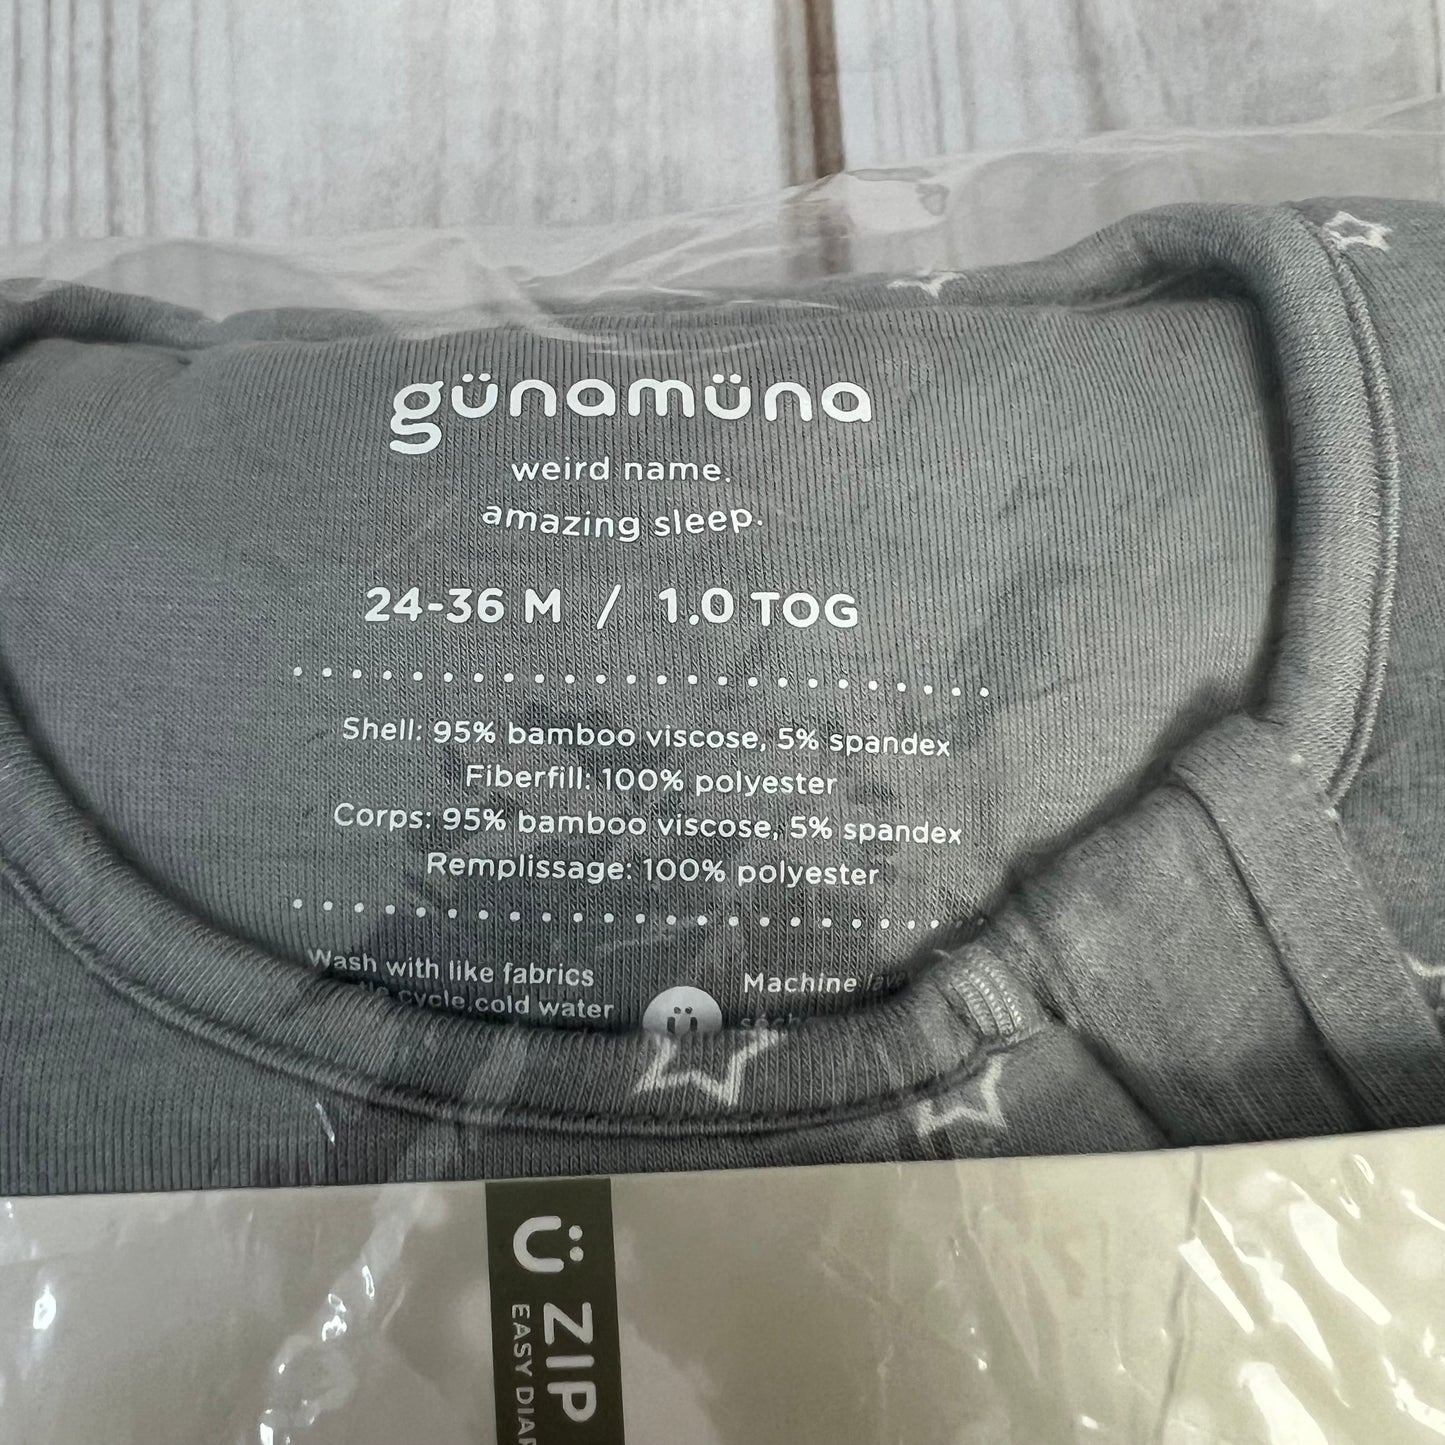 günamüna
weird name.
amazing sleep.
24-36 M / 1.0 TOG
Shell: 95% bamboo viscose, 5% spandex
Fiberfill: 100% polyester
Corps: 95% bamboo viscose, 5% spandex
Remplissage: 100% polyester
Wash with like fabrics
cycle,cold water
ü
Machine
Ü ZIP
EASY